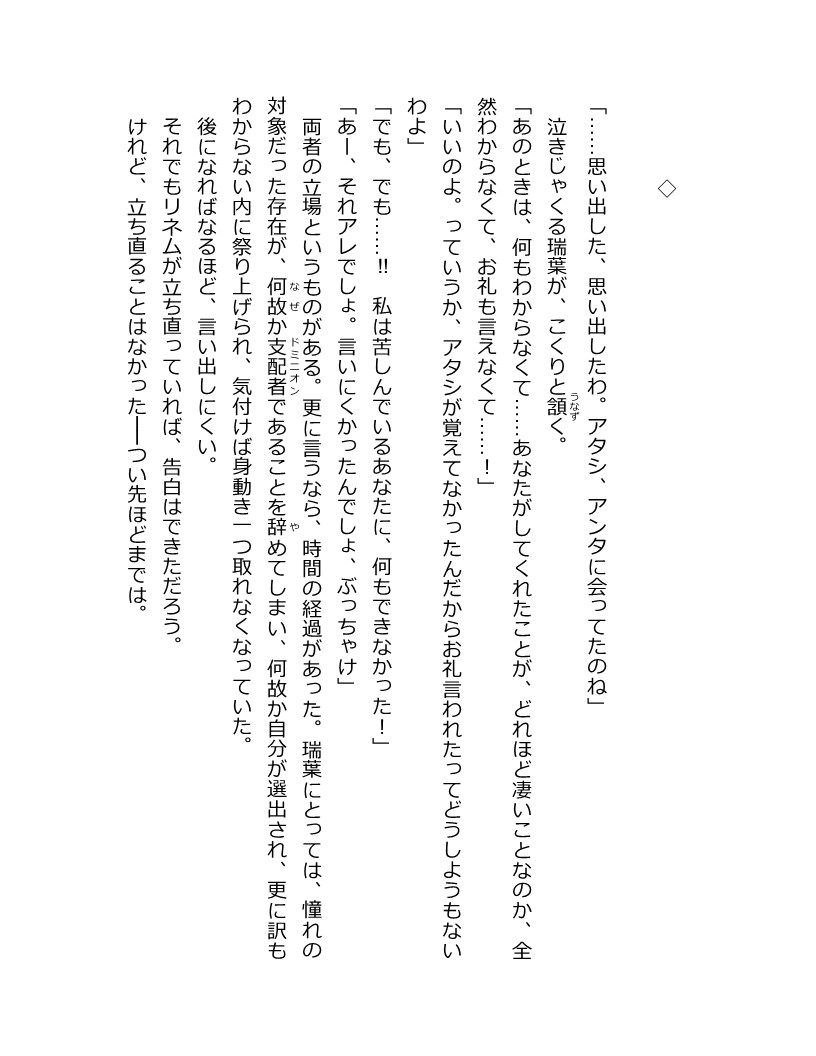 ◇
「……思い出した、思い出したわ。アタシ、アンタに会ってたのね」
泣きじゃくる瑞葉が、こくりと頷く。
「あのときは、何もわからなくて……あなたがしてくれたことが、どれほど凄いことなのか、全
然わからなくて、お礼も言えなくて……！」
「いいのよ。っていうか、アタシが覚えてなかったんだからお礼言われたってどうしようもない
わよ」
「でも、でも……‼　私は苦しんでいるあなたに、何もできなかった！」
「あー、それアレでしょ。言いにくかったんでしょ、ぶっちゃけ」
両者の立場というものがある。更に言うなら、時間の経過があった。瑞葉にとっては、憧れの
対象だった存在が、何故か支配者であることを辞めてしまい、何故か自分が選出され、更に訳も
わからない内に祭り上げられ、気付けば身動き一つ取れなくなっていた。
後になればなるほど、言い出しにくい。
それでもリネムが立ち直っていれば、告白はできただろう。
けれど、立ち直ることはなかった──つい先ほどまでは。
うなず
なぜ
ドミニオン
や